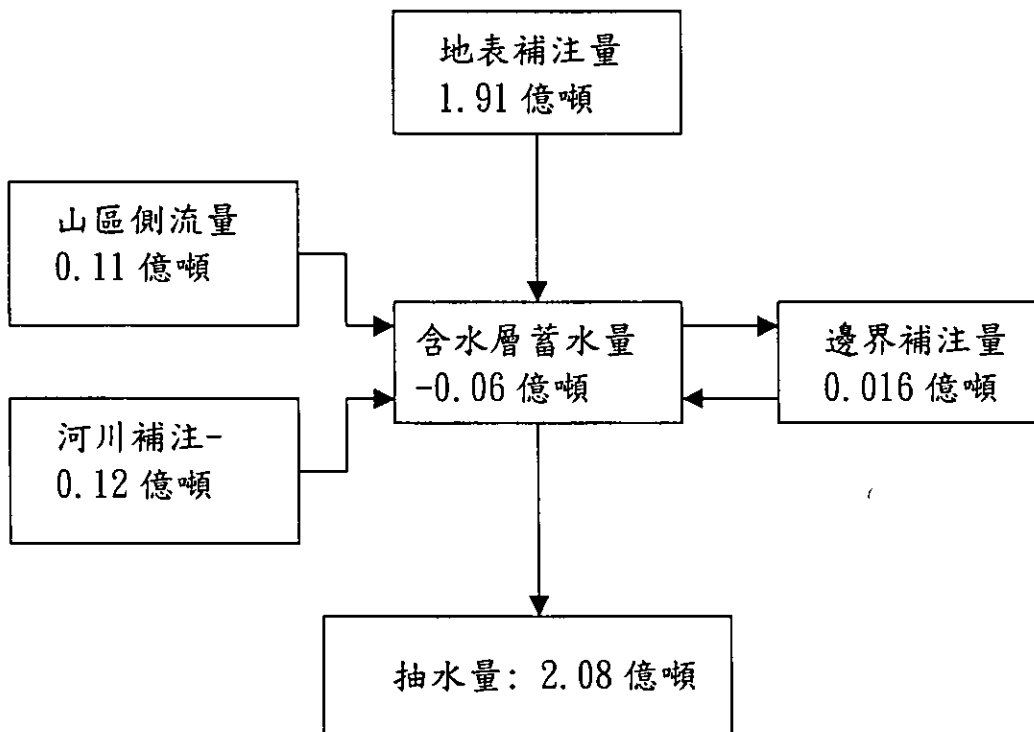 地表補注量
1.91 億噸
山區側流量
0.11 億噸
含水層蓄水量
-0.06 億噸
邊界補注量
0.016 億噸
河川補注-
0.12 億噸
抽水量: 2.08 億噸